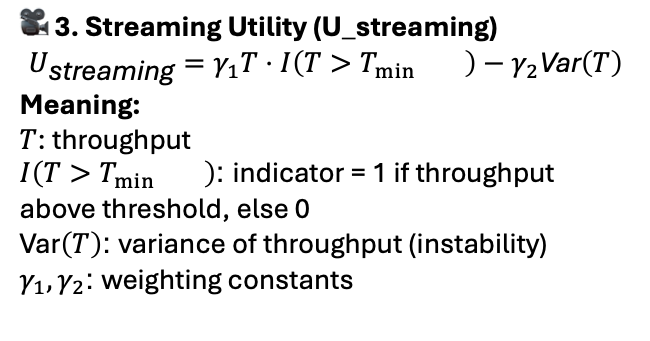 🎥 3. Streaming Utility (U_streaming)
U_streaming = γ₁T · I(T > T_min ) − γ₂Var(T)
Meaning:
T: throughput
I(T > T_min ): indicator = 1 if throughput
above threshold, else 0
Var(T): variance of throughput (instability)
γ₁, γ₂: weighting constants